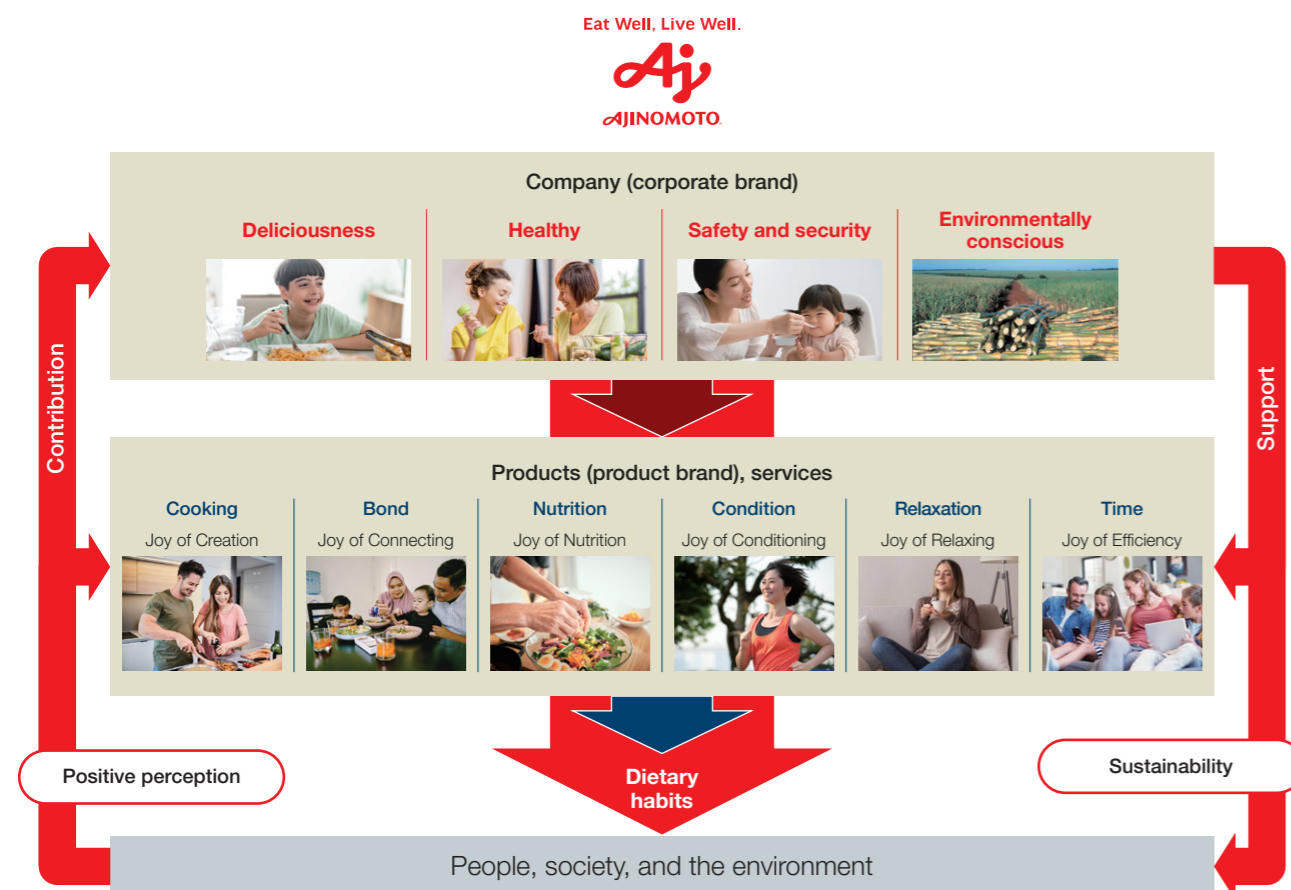 Eat Well, Live Well.
Aj
AJINOMOTO
Company (corporate brand)
Deliciousness
Healthy
Safety and security
Environmentally
conscious
Contribution
Support
Products (product brand), services
Cooking
Joy of Creation
Bond
Joy of Connecting
Nutrition
Joy of Nutrition
Condition
Joy of Conditioning
Relaxation
Joy of Relaxing
Time
Joy of Efficiency
Positive perception
Dietary
habits
Sustainability
People, society, and the environment